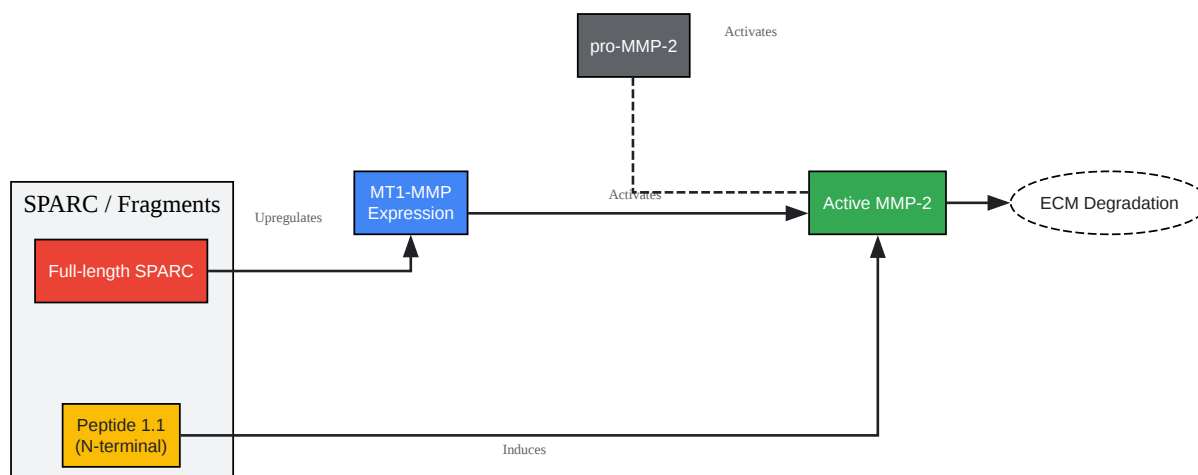 pro-MMP-2
Activates
SPARC / Fragments
Upregulates
MT1-MMP
Expression
Activates
Active MMP-2
ECM Degradation
Full-length SPARC
Peptide 1.1
(N-terminal)
Induces